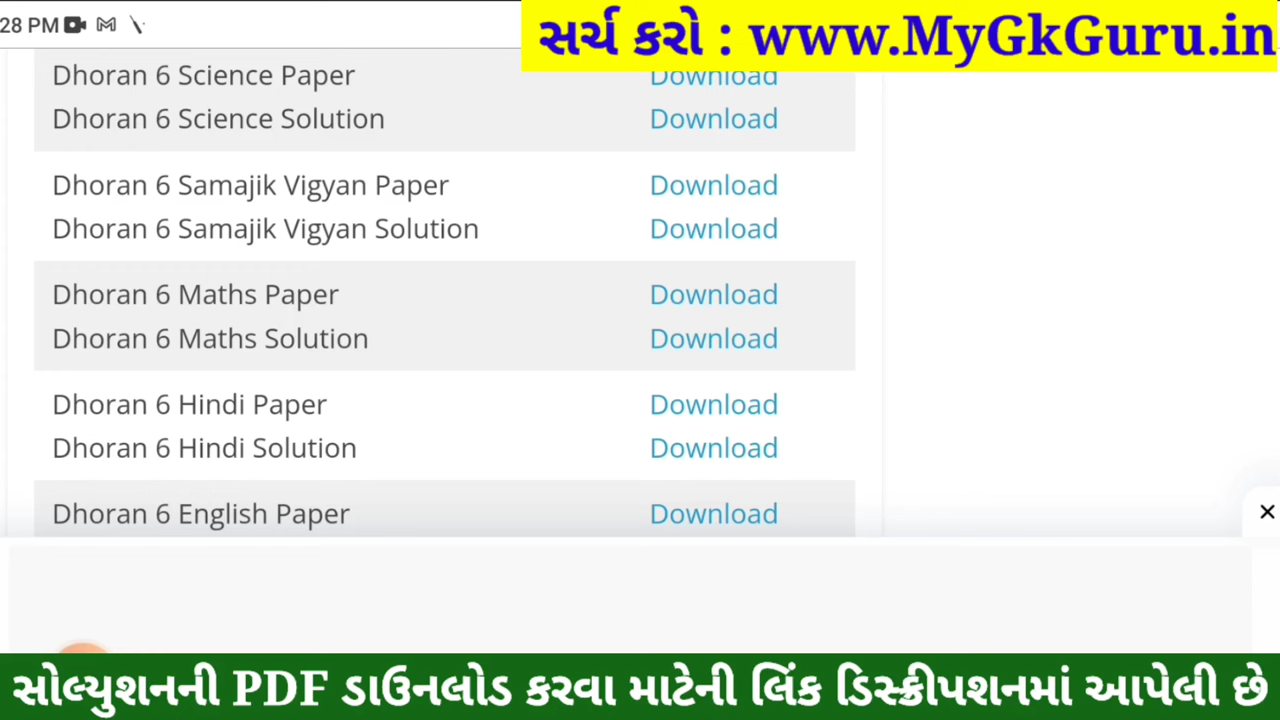 28 PM
સર્ચ કરો : www.MyGkGuru.in
Dhoran 6 Science Paper Download
Dhoran 6 Science Solution Download
Dhoran 6 Samajik Vigyan Paper Download
Dhoran 6 Samajik Vigyan Solution Download
Dhoran 6 Maths Paper Download
Dhoran 6 Maths Solution Download
Dhoran 6 Hindi Paper Download
Dhoran 6 Hindi Solution Download
Dhoran 6 English Paper Download
સોલ્યુશનની PDF ડાઉનલોડ કરવા માટેની લિંક ડિસ્ક્રીપશનમાં આપેલી છે